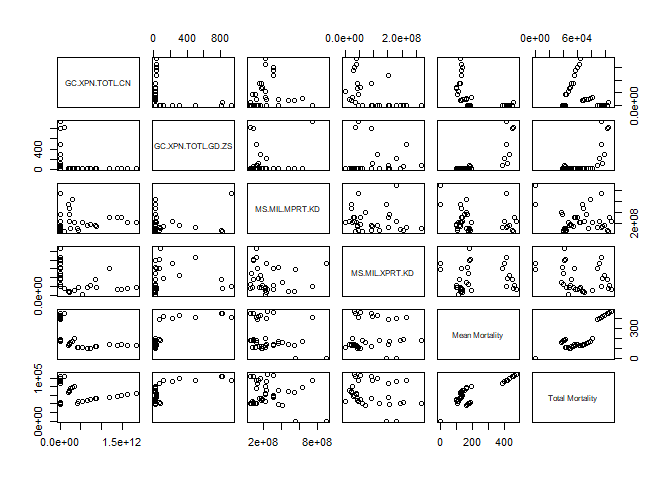 0 400 800
0.0e+00 2.0e+08
0e+00 6e+04
GC.XPN.TOTL.CN
0.0e+00
0 400
GC.XPN.TOTL.GD.ZS
MS.MIL.MPRT.KD
2e+08
0.0e+00
MS.MIL.XPRT.KD
Mean Mortality
0 300
0e+00 1e+05
Total Mortality
0.0e+00 1.5e+12
2e+08 8e+08
0 200 400